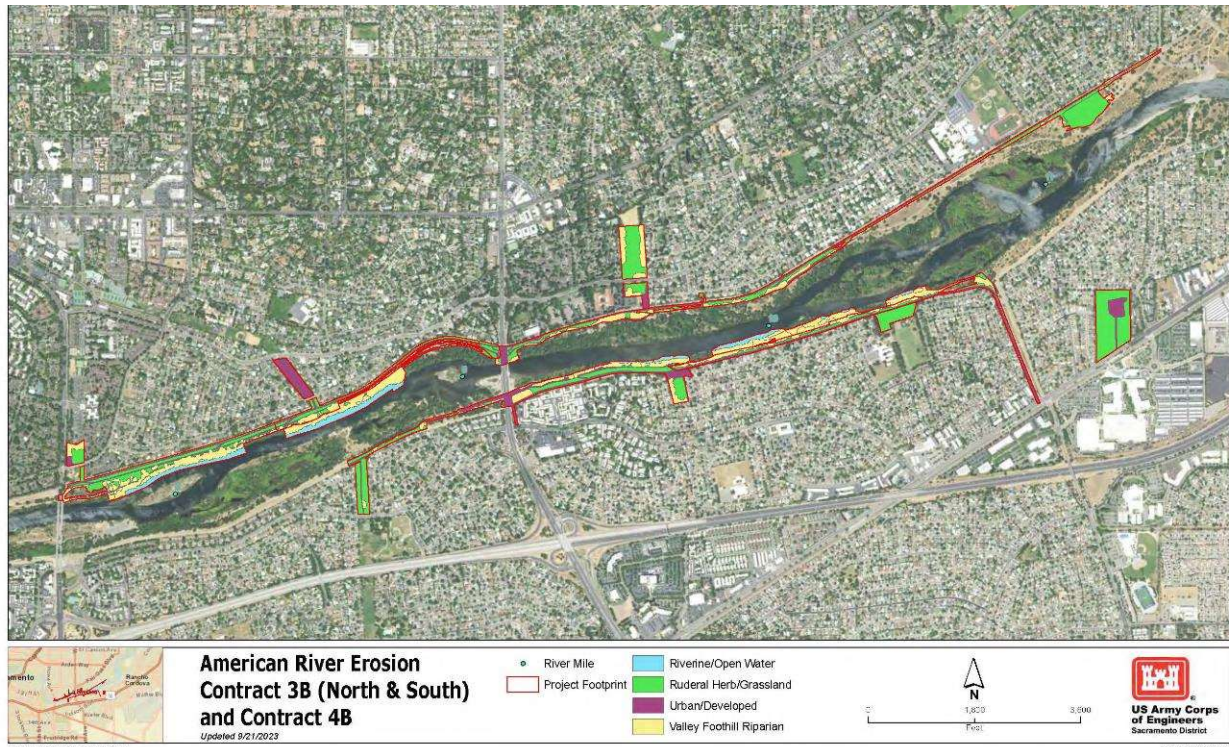 American River Erosion
Contract 3B (North & South)
and Contract 4B
Updated 9/21/2023
River Mile
Project Footprint
Riverine/Open Water
Ruderal Herb/Grassland
Urban/Developed
Valley Foothill Riparian
N
0 1,800 3,600
Feet
US Army Corps
of Engineers
Sacramento District
Rancho
Cordova